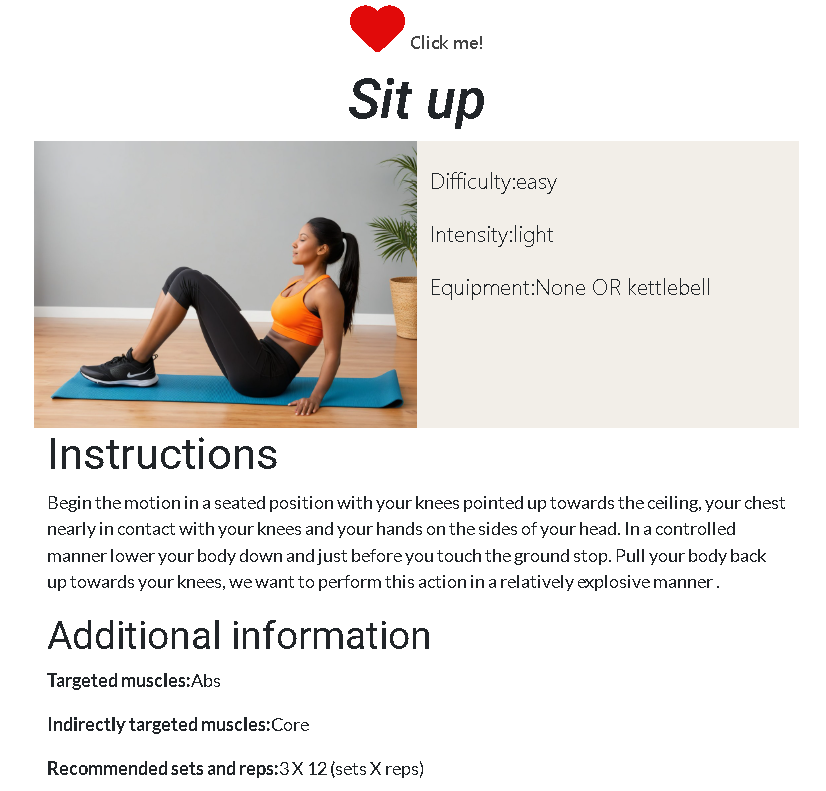 Click me!
Sit up
Difficulty:easy
Intensity:light
Equipment:None OR kettlebell
Instructions
Begin the motion in a seated position with your knees pointed up towards the ceiling, your chest
nearly in contact with your knees and your hands on the sides of your head. In a controlled
manner lower your body down and just before you touch the ground stop. Pull your body back
up towards your knees, we want to perform this action in a relatively explosive manner .
Additional information
Targeted muscles:Abs
Indirectly targeted muscles:Core
Recommended sets and reps:3 X 12 (sets X reps)